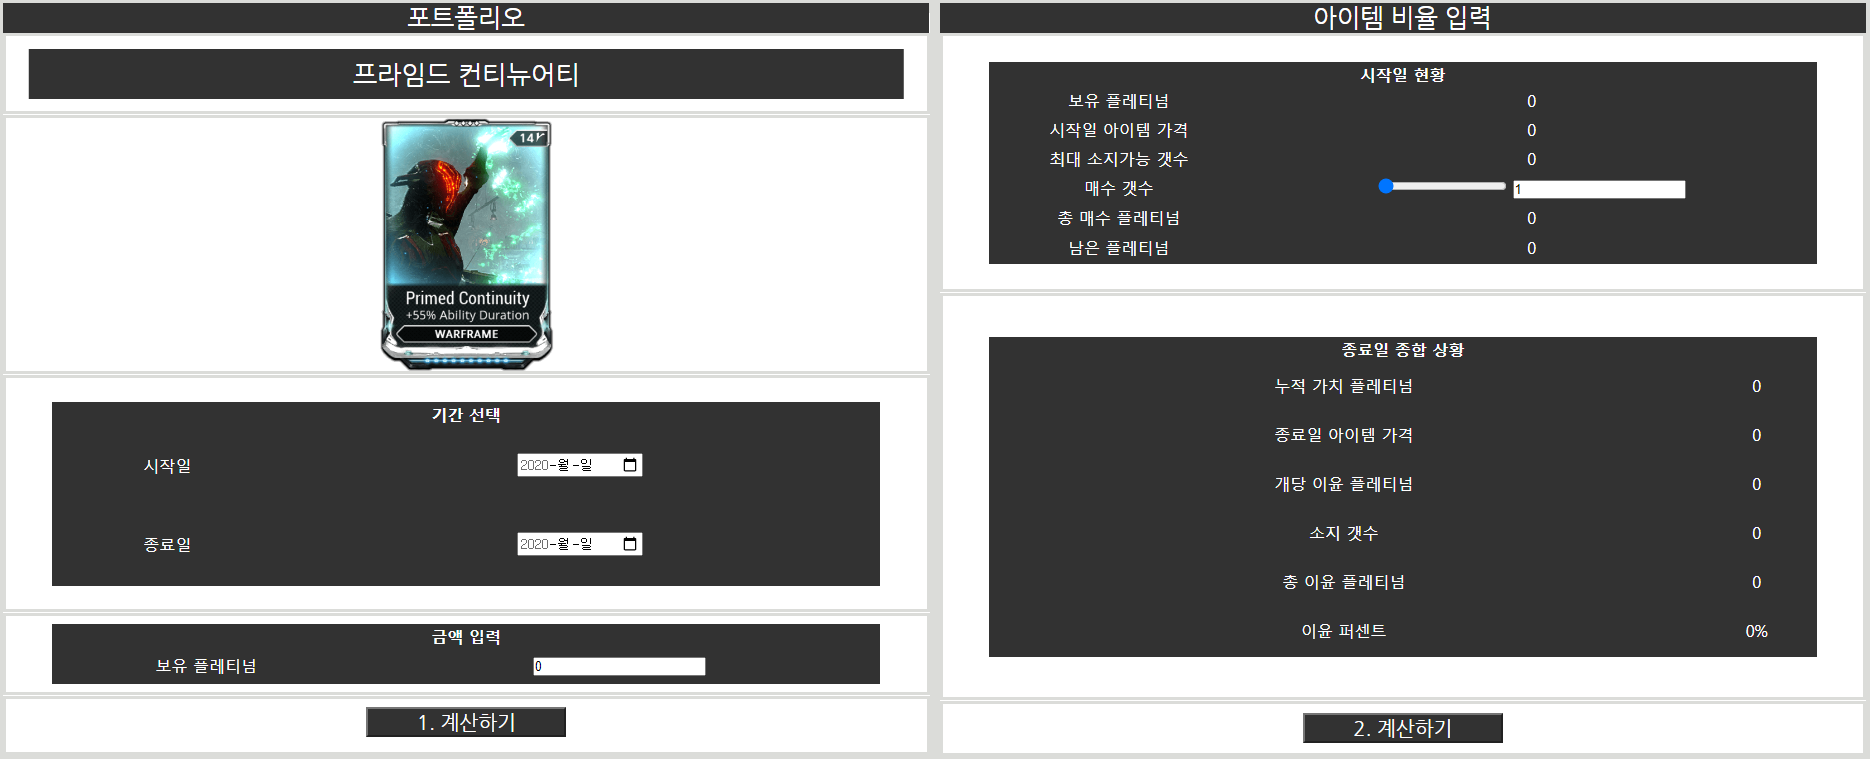 포트폴리오
프라임드 컨티뉴어티
14
Primed Continuity
+55% Ability Duration
WARFRAME
기간 선택
시작일 2020-월-일
종료일 2020-월-일
금액 입력
보유 플레티넘 0
1. 계산하기
아이템 비율 입력
시작일 현황
보유 플레티넘 0
시작일 아이템 가격 0
최대 소지가능 갯수 0
매수 갯수 1
총 매수 플레티넘 0
남은 플레티넘 0
종료일 종합 상황
누적 가치 플레티넘 0
종료일 아이템 가격 0
개당 이윤 플레티넘 0
소지 갯수 0
총 이윤 플레티넘 0
이윤 퍼센트 0%
2. 계산하기